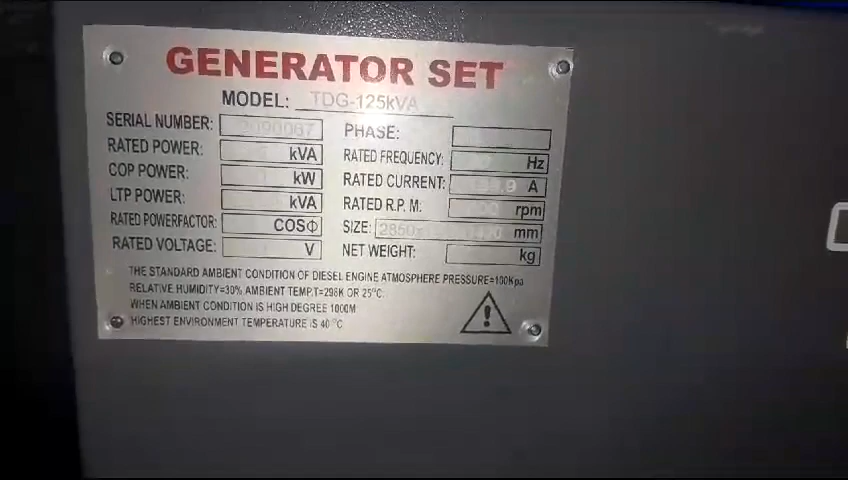 GENERATOR SET
MODEL: TDG-125kVA
SERIAL NUMBER:
RATED POWER: kVA
COP POWER: kW
LTP POWER: kVA
RATED POWERFACTOR: COSΦ
RATED VOLTAGE: V
PHASE:
RATED FREQUENCY: Hz
RATED CURRENT: A
RATED R.P.M: rpm
SIZE: mm
NET WEIGHT: kg
THE STANDARD AMBIENT CONDITION OF DIESEL ENGINE ATMOSPHERE PRESSURE=100Kpa
RELATIVE HUMIDITY=30% AMBIENT TEMP.T=298K OR 25°C
WHEN AMBIENT CONDITION IS HIGH DEGREE 1000M
HIGHEST ENVIRONMENT TEMPERATURE IS 40°C